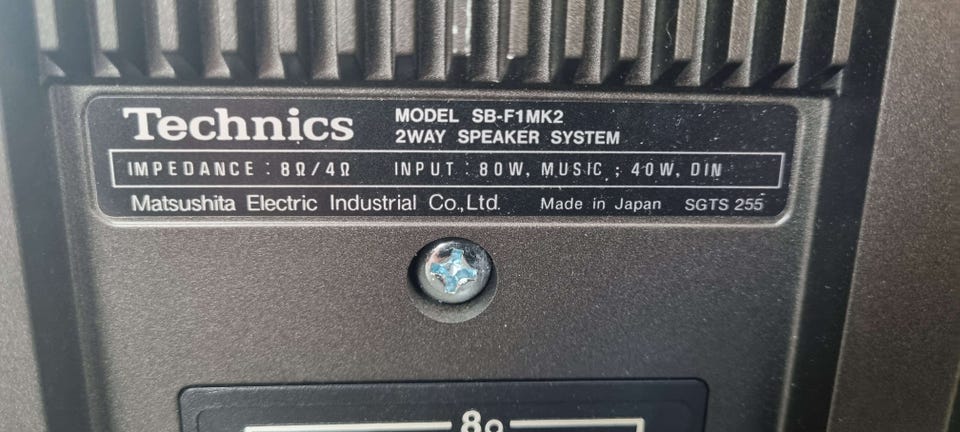 Technics
MODEL SB-F1MK2
2WAY SPEAKER SYSTEM
IMPEDANCE : 8Ω/4Ω INPUT : 80W, MUSIC ; 40W, DIN
Matsushita Electric Industrial Co.,Ltd. Made in Japan SGTS 255
8Ω